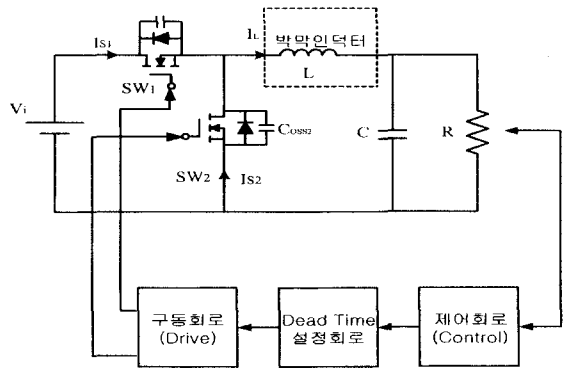 Is1
IL
박막인덕터
L
SW1
Vi
Coss2
C
R
SW2
Is2
구동회로
(Drive)
Dead Time
설정회로
제어회로
(Control)